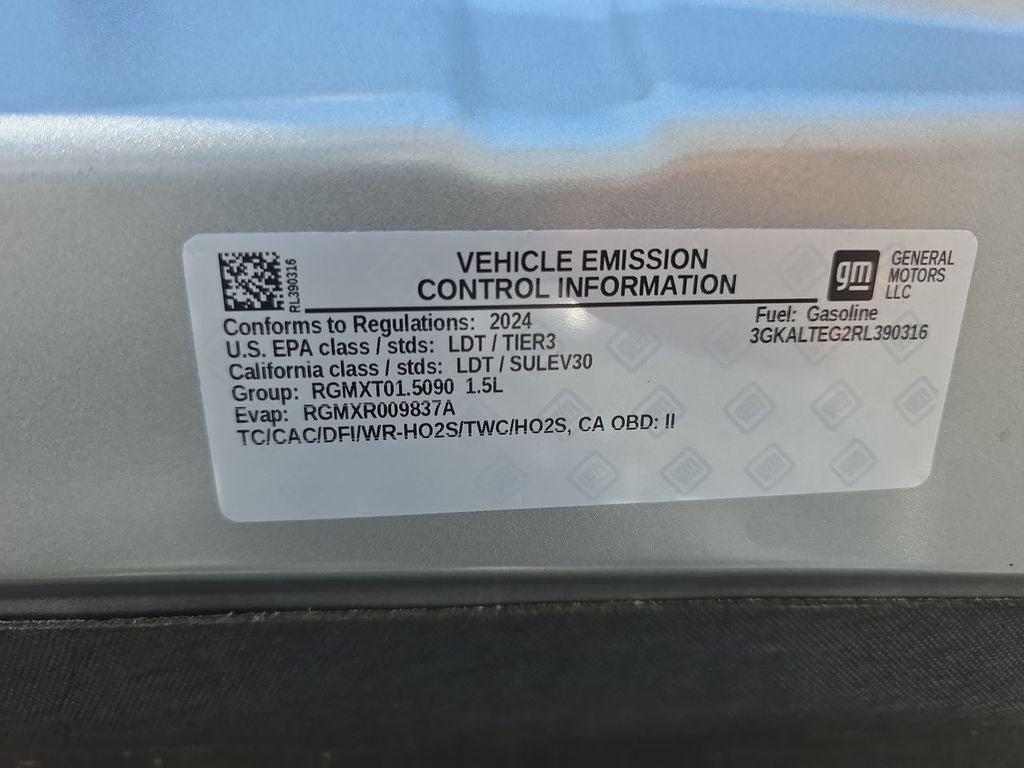 RL390316
VEHICLE EMISSION
CONTROL INFORMATION
gm
GENERAL
MOTORS
LLC
Conforms to Regulations: 2024
U.S. EPA class / stds: LDT / TIER3
California class / stds: LDT / SULEV30
Group: RGMXT01.5090 1.5L
Evap: RGMXR009837A
TC/CAC/DFI/WR-HO2S/TWC/HO2S, CA OBD: II
Fuel: Gasoline
3GKALTEG2RL390316